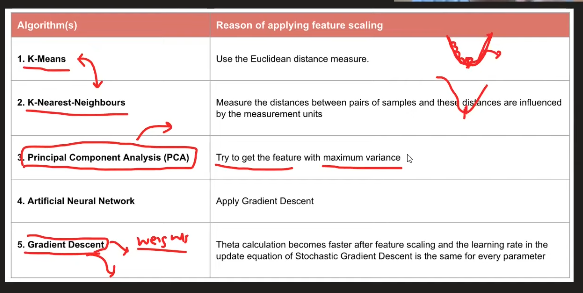 Algorithm(s) Reason of applying feature scaling
1. K-Means Use the Euclidean distance measure.
2. K-Nearest-Neighbours Measure the distances between pairs of samples and these distances are influenced
by the measurement units
3. Principal Component Analysis (PCA) Try to get the feature with maximum variance
4. Artificial Neural Network Apply Gradient Descent
5. Gradient Descent weights Theta calculation becomes faster after feature scaling and the learning rate in the
update equation of Stochastic Gradient Descent is the same for every parameter